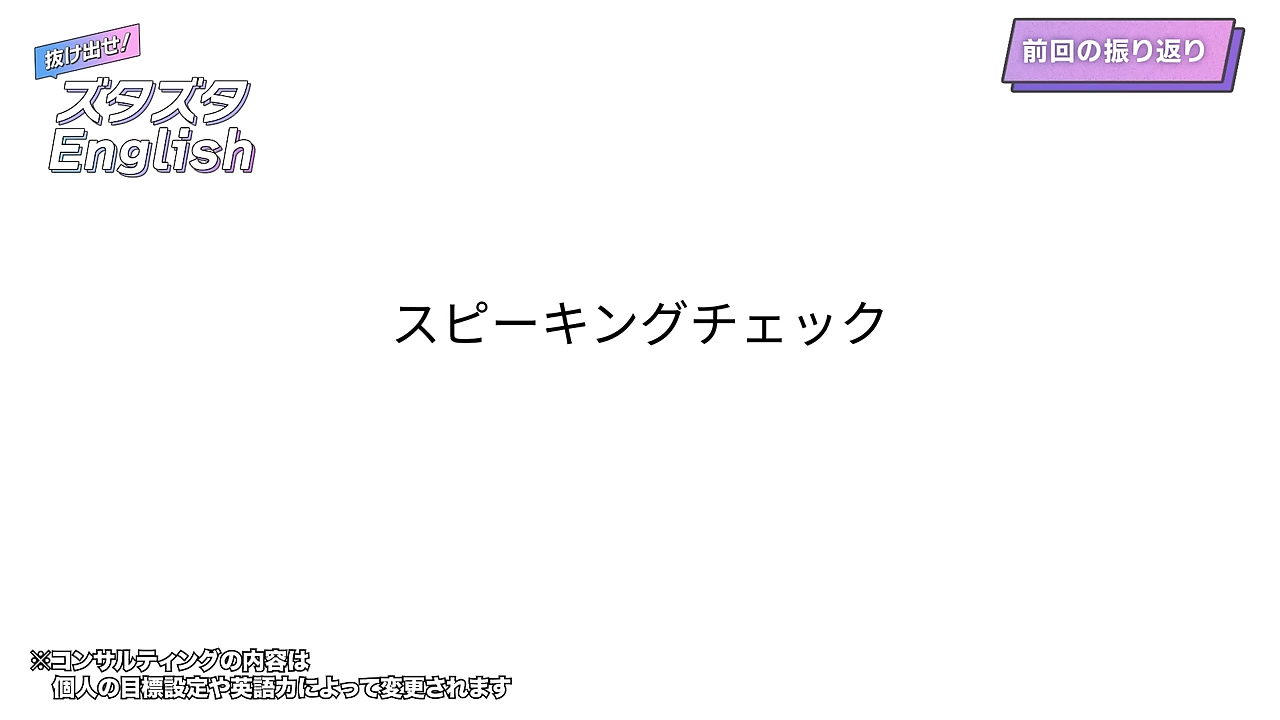 抜け出せ!
ズタズタ
English
前回の振り返り
スピーキングチェック
※コンサルティングの内容は
個人の目標設定や英語力によって変更されます